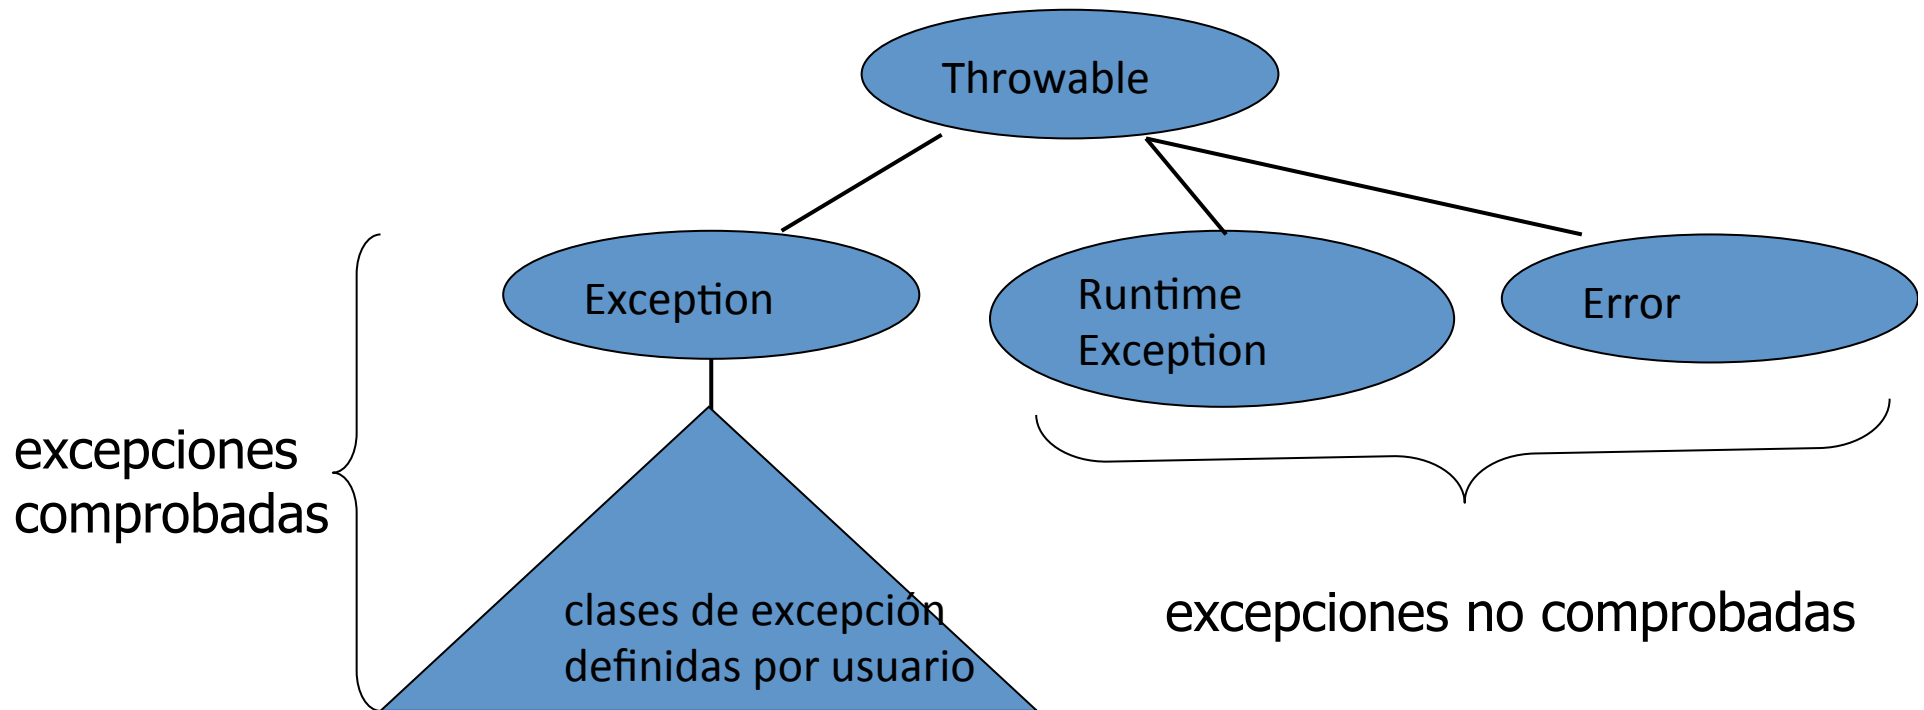 Throwable
Exception
Runtime
Exception
Error
excepciones
comprobadas
clases de excepción
definidas por usuario
excepciones no comprobadas